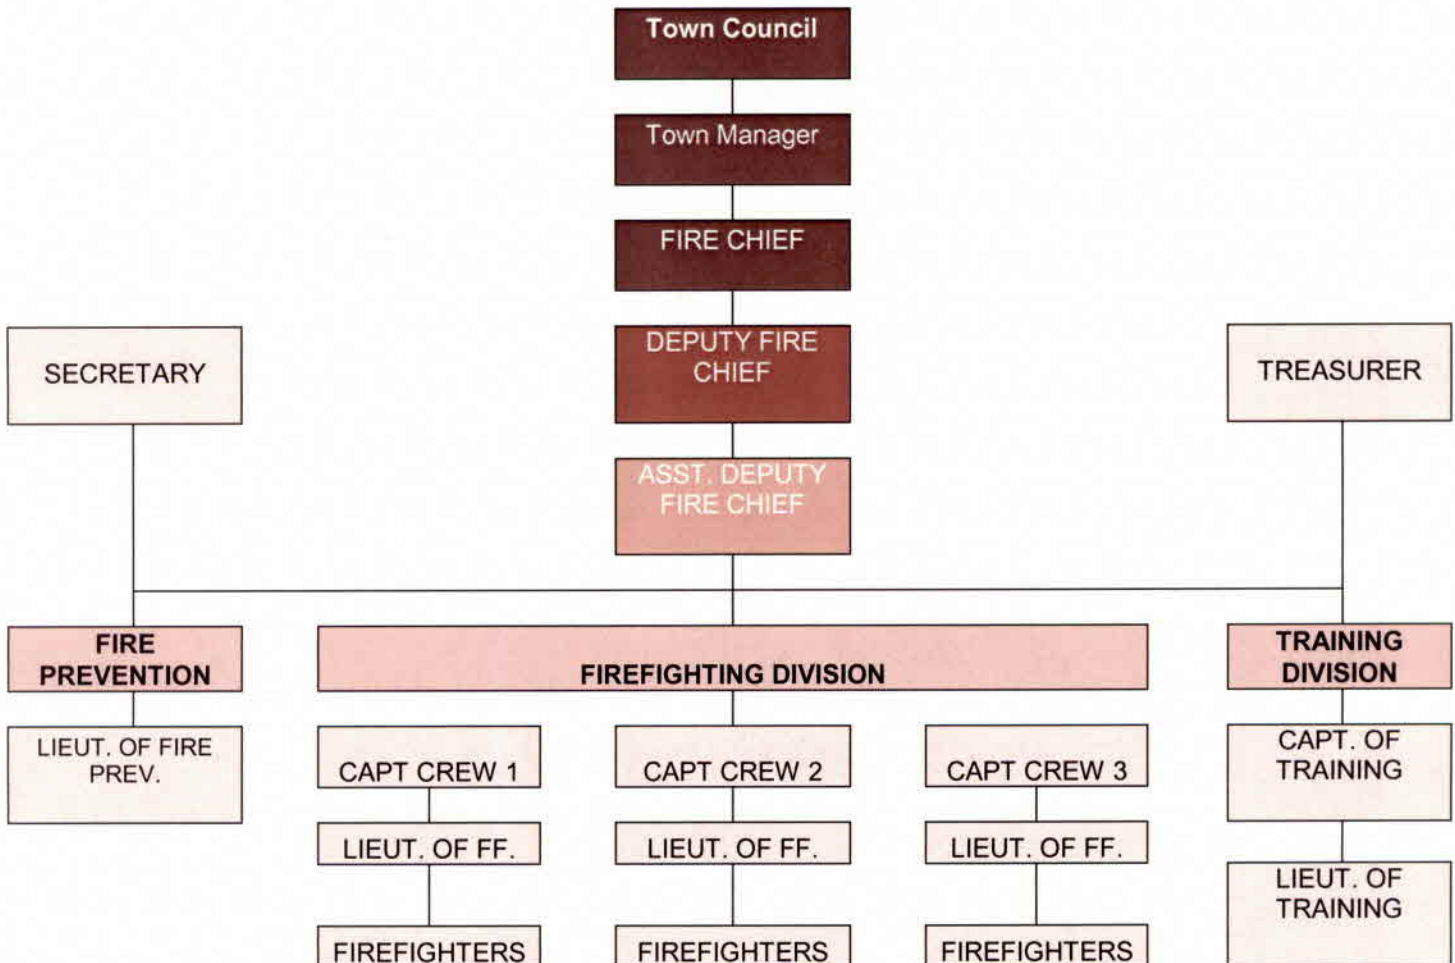 Town Council
Town Manager
FIRE CHIEF
SECRETARY
DEPUTY FIRE
CHIEF
TREASURER
ASST. DEPUTY
FIRE CHIEF
FIRE
PREVENTION
FIREFIGHTING DIVISION
TRAINING
DIVISION
LIEUT. OF FIRE
PREV.
CAPT CREW 1
CAPT CREW 2
CAPT CREW 3
CAPT. OF
TRAINING
LIEUT. OF FF.
LIEUT. OF FF.
LIEUT. OF FF.
LIEUT. OF
TRAINING
FIREFIGHTERS
FIREFIGHTERS
FIREFIGHTERS